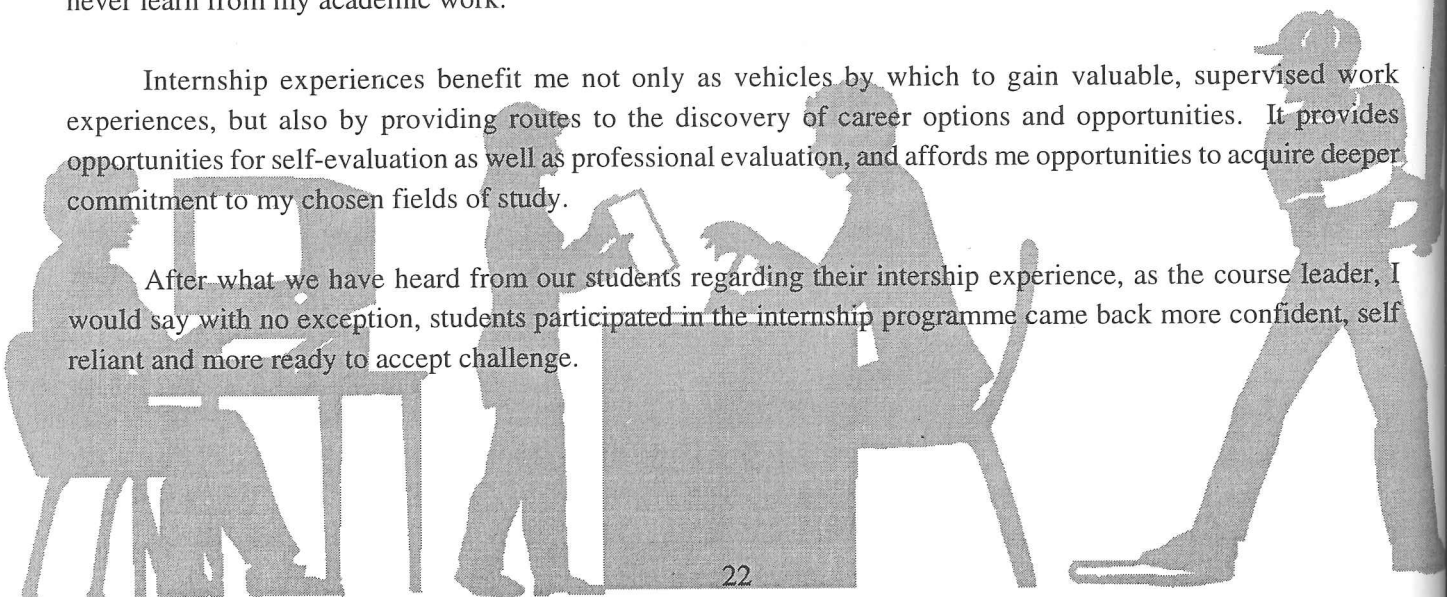 never learn from my academic work.
Internship experiences benefit me not only as vehicles by which to gain valuable, supervised work
experiences, but also by providing routes to the discovery of career options and opportunities. It provides
opportunities for self-evaluation as well as professional evaluation, and affords me opportunities to acquire deeper
commitment to my chosen fields of study.
After what we have heard from our students regarding their intership experience, as the course leader, I
would say with no exception, students participated in the internship programme came back more confident, self
reliant and more ready to accept challenge.
22